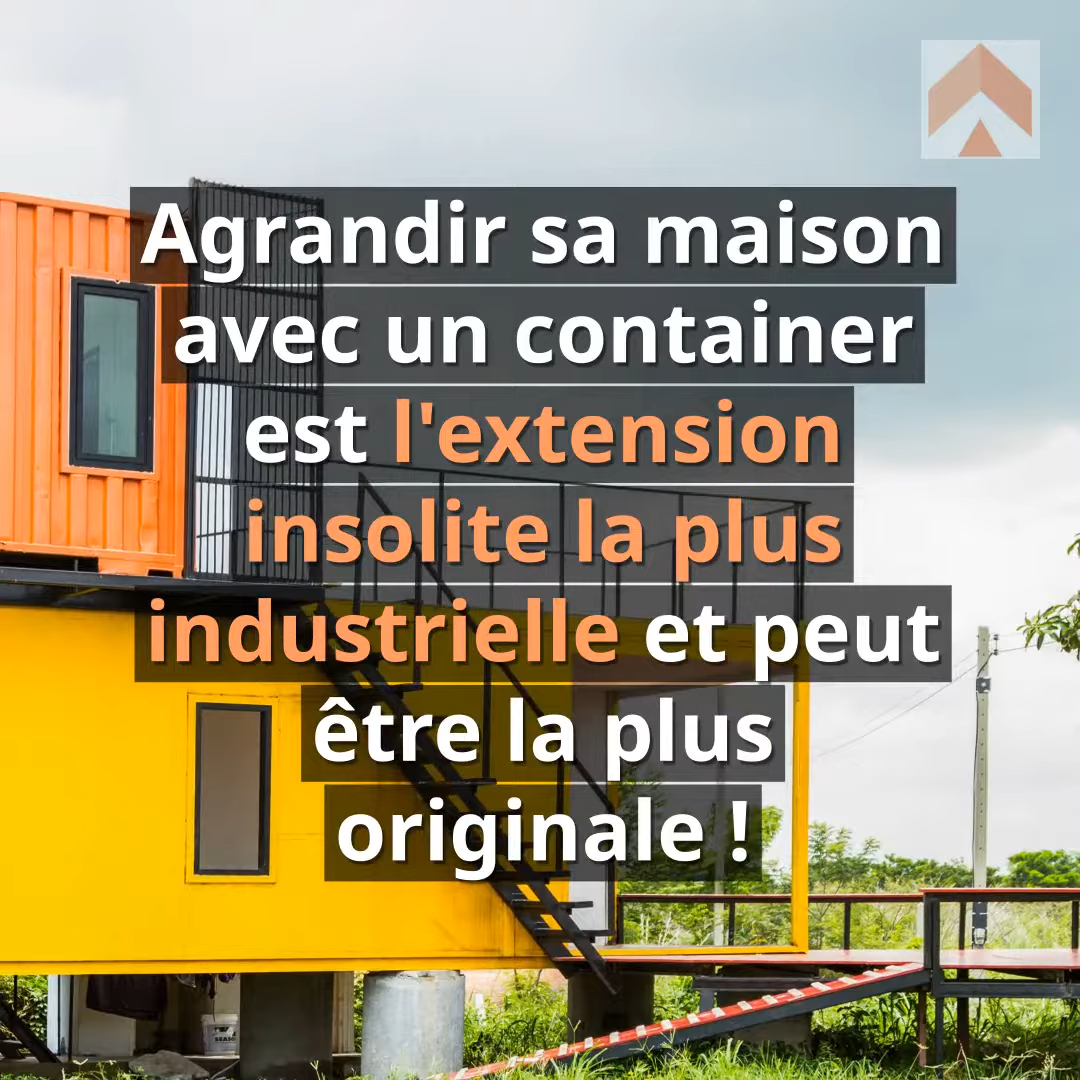 Agrandir sa maison
avec un container
est l'extension
insolite la plus
industrielle et peut
être la plus
originale !